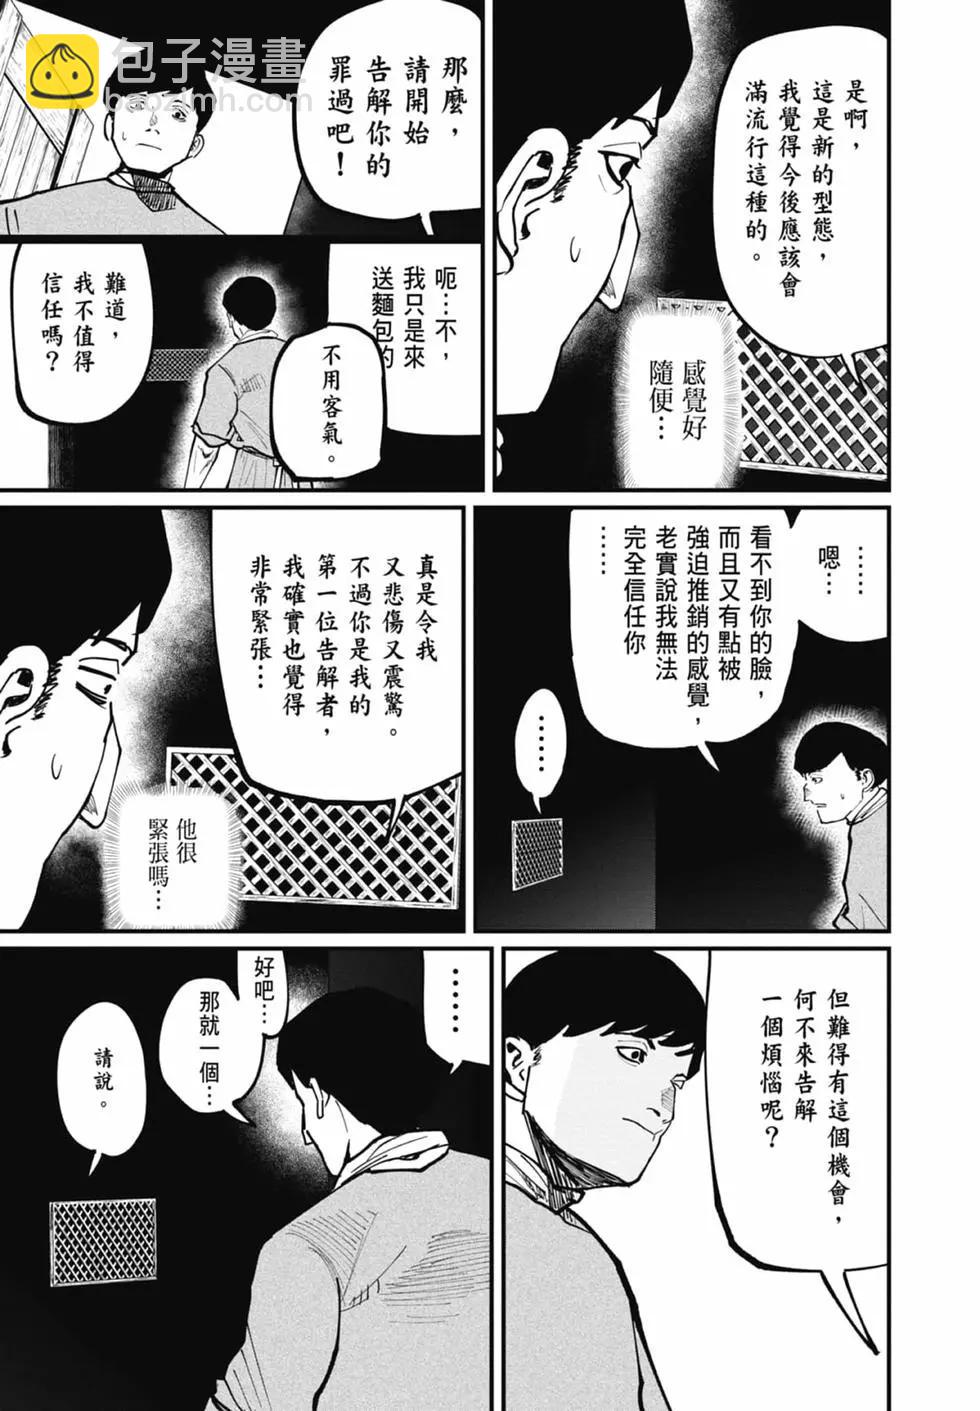 包子漫畫
baozimh.com
是啊，
這是新的型態，
我覺得今後應該會
滿流行這種的。
感覺好
隨便…
那麼，
請開始
告解你的
罪過吧！
呃…不，
我只是來
送麵包的
不用客氣。
難道，
我不值得
信任嗎？
……
嗯…
看不到你的臉，
而且又有點被
強迫推銷的感覺，
老實說我無法
完全信任你
……
……
真是令我
又悲傷又震驚。
不過你是我的
第一位告解者，
我確實也覺得
非常緊張…
他很
緊張嗎…
但難得有這個機會，
何不來告解
一個煩惱呢？
……
好吧…
那就一個…
請說。